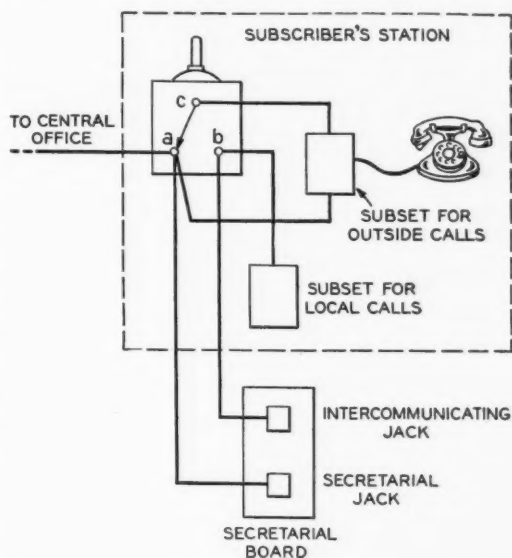 SUBSCRIBER'S STATION
TO CENTRAL
OFFICE
c
a
b
SUBSET FOR
OUTSIDE CALLS
SUBSET FOR
LOCAL CALLS
INTERCOMMUNICATING
JACK
SECRETARIAL
JACK
SECRETARIAL
BOARD